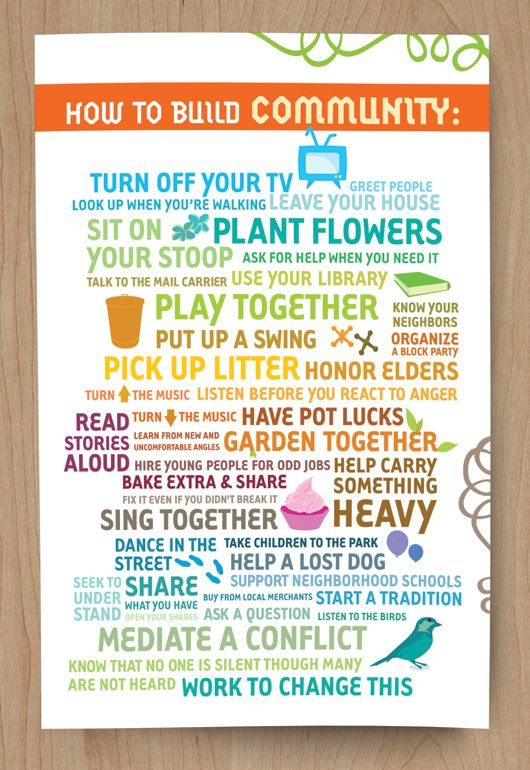 HOW TO BUILD COMMUNITY:
TURN OFF YOUR TV
GREET PEOPLE
LOOK UP WHEN YOU'RE WALKING
LEAVE YOUR HOUSE
SIT ON
YOUR STOOP
PLANT FLOWERS
ASK FOR HELP WHEN YOU NEED IT
TALK TO THE MAIL CARRIER
USE YOUR LIBRARY
PLAY TOGETHER
KNOW YOUR
NEIGHBORS
PUT UP A SWING
ORGANIZE
A BLOCK PARTY
PICK UP LITTER
HONOR ELDERS
TURN THE MUSIC
LISTEN BEFORE YOU REACT TO ANGER
READ
STORIES
ALOUD
TURN THE MUSIC
HAVE POT LUCKS
LEARN FROM NEW AND
UNCOMFORTABLE ANGLES
GARDEN TOGETHER
HIRE YOUNG PEOPLE FOR ODD JOBS
HELP CARRY
SOMETHING
HEAVY
BAKE EXTRA & SHARE
FIX IT EVEN IF YOU DIDN'T BREAK IT
SING TOGETHER
DANCE IN THE
STREET
TAKE CHILDREN TO THE PARK
HELP A LOST DOG
SEEK TO
UNDER
STAND
SHARE
WHAT YOU HAVE
SUPPORT NEIGHBORHOOD SCHOOLS
BUY FROM LOCAL MERCHANTS
START A TRADITION
OPEN YOUR SHADES
ASK A QUESTION
LISTEN TO THE BIRDS
MEDIATE A CONFLICT
KNOW THAT NO ONE IS SILENT THOUGH MANY
ARE NOT HEARD
WORK TO CHANGE THIS